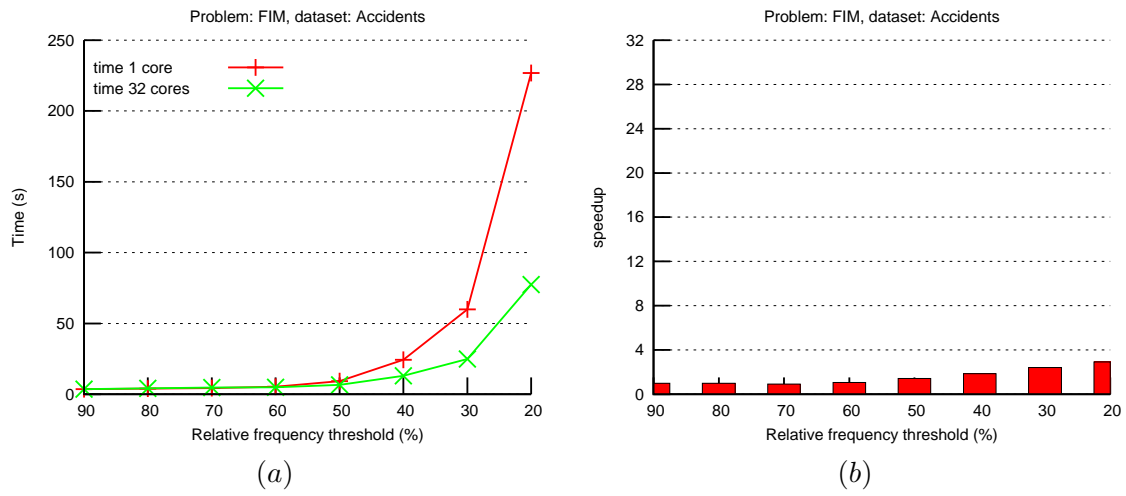 Problem: FIM, dataset: Accidents
250
200
150
100
50
0
Time (s)
time 1 core
time 32 cores
90 80 70 60 50 40 30 20
Relative frequency threshold (%)
(a)
Problem: FIM, dataset: Accidents
32
28
24
20
16
12
8
4
0
speedup
90 80 70 60 50 40 30 20
Relative frequency threshold (%)
(b)